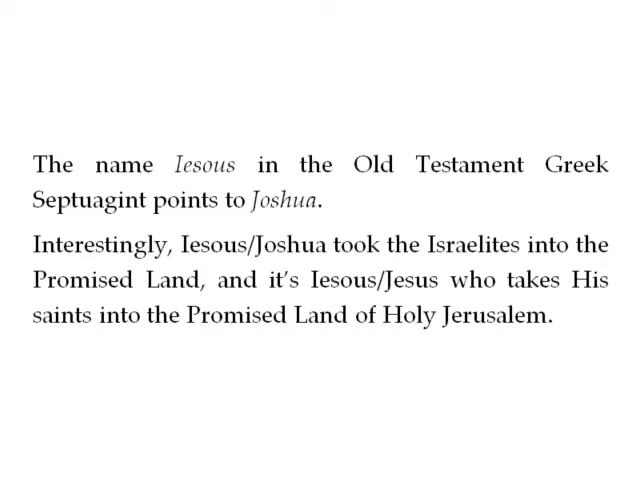 The name Iesous in the Old Testament Greek
Septuagint points to Joshua.
Interestingly, Iesous/Joshua took the Israelites into the
Promised Land, and it's Iesous/Jesus who takes His
saints into the Promised Land of Holy Jerusalem.